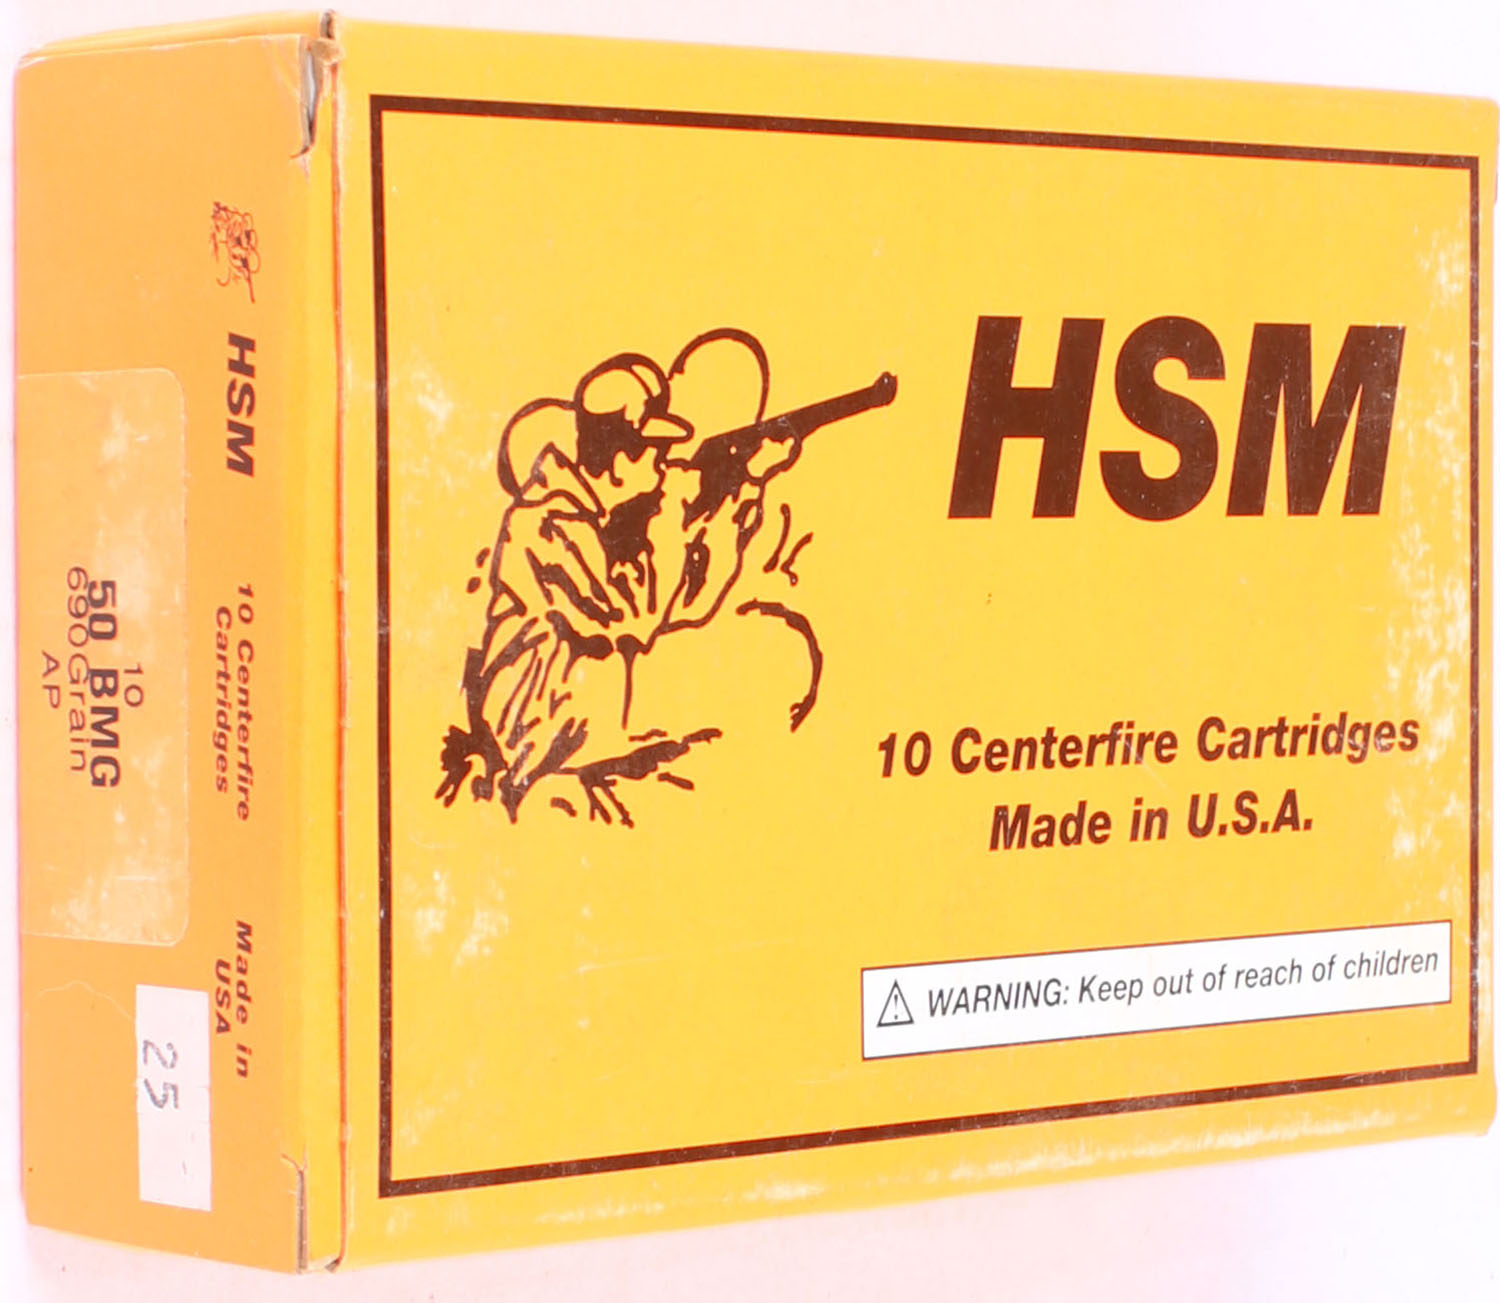 HSM
10 Centerfire Cartridges
Made in U.S.A.
WARNING: Keep out of reach of children
HSM
10 Centerfire
Cartridges
Made in
USA
10
50 BMG
690Grain
AP
25